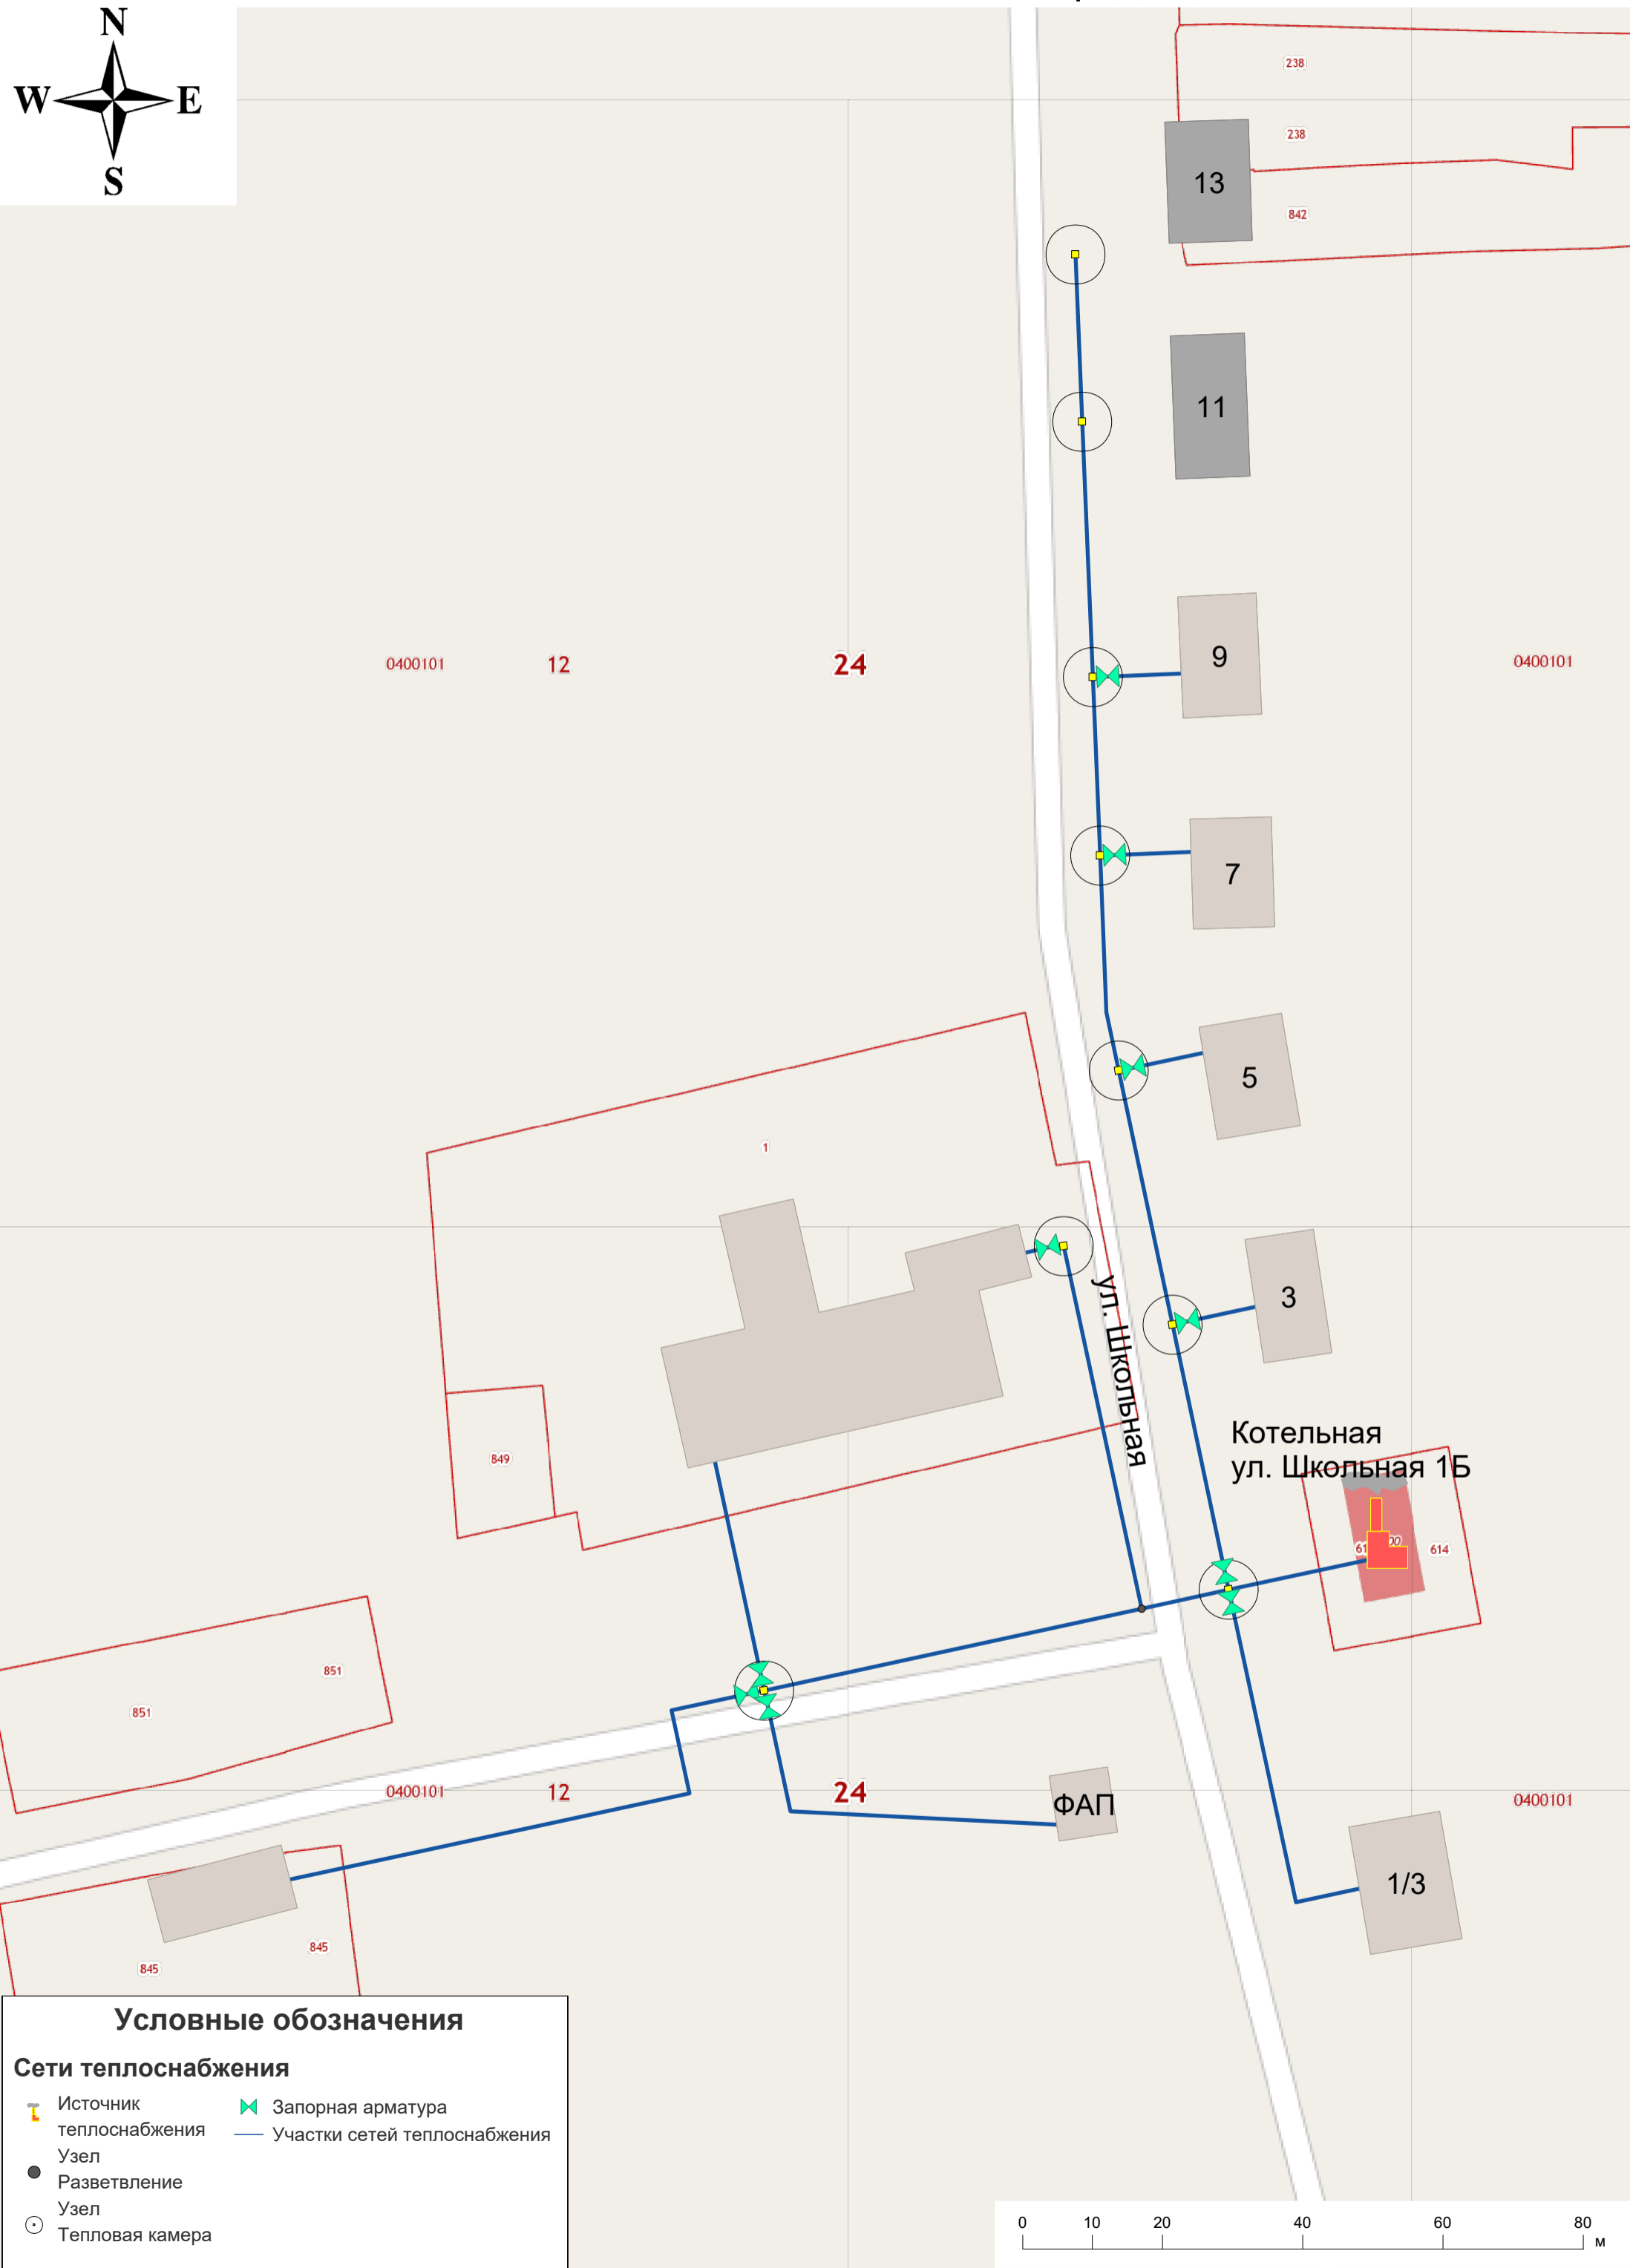 N
W E
S
238
238
13
842
11
9
0400101 12 24 0400101
7
5
1
3
ул. Школьная
Котельная
ул. Школьная 1Б
849
614
851
851
0400101 12 24 0400101
ФАП
1/3
845
845
Условные обозначения
Сети теплоснабжения
Источник
теплоснабжения
Узел
Разветвление
Узел
Тепловая камера
Запорная арматура
Участки сетей теплоснабжения
0 10 20 40 60 80
м